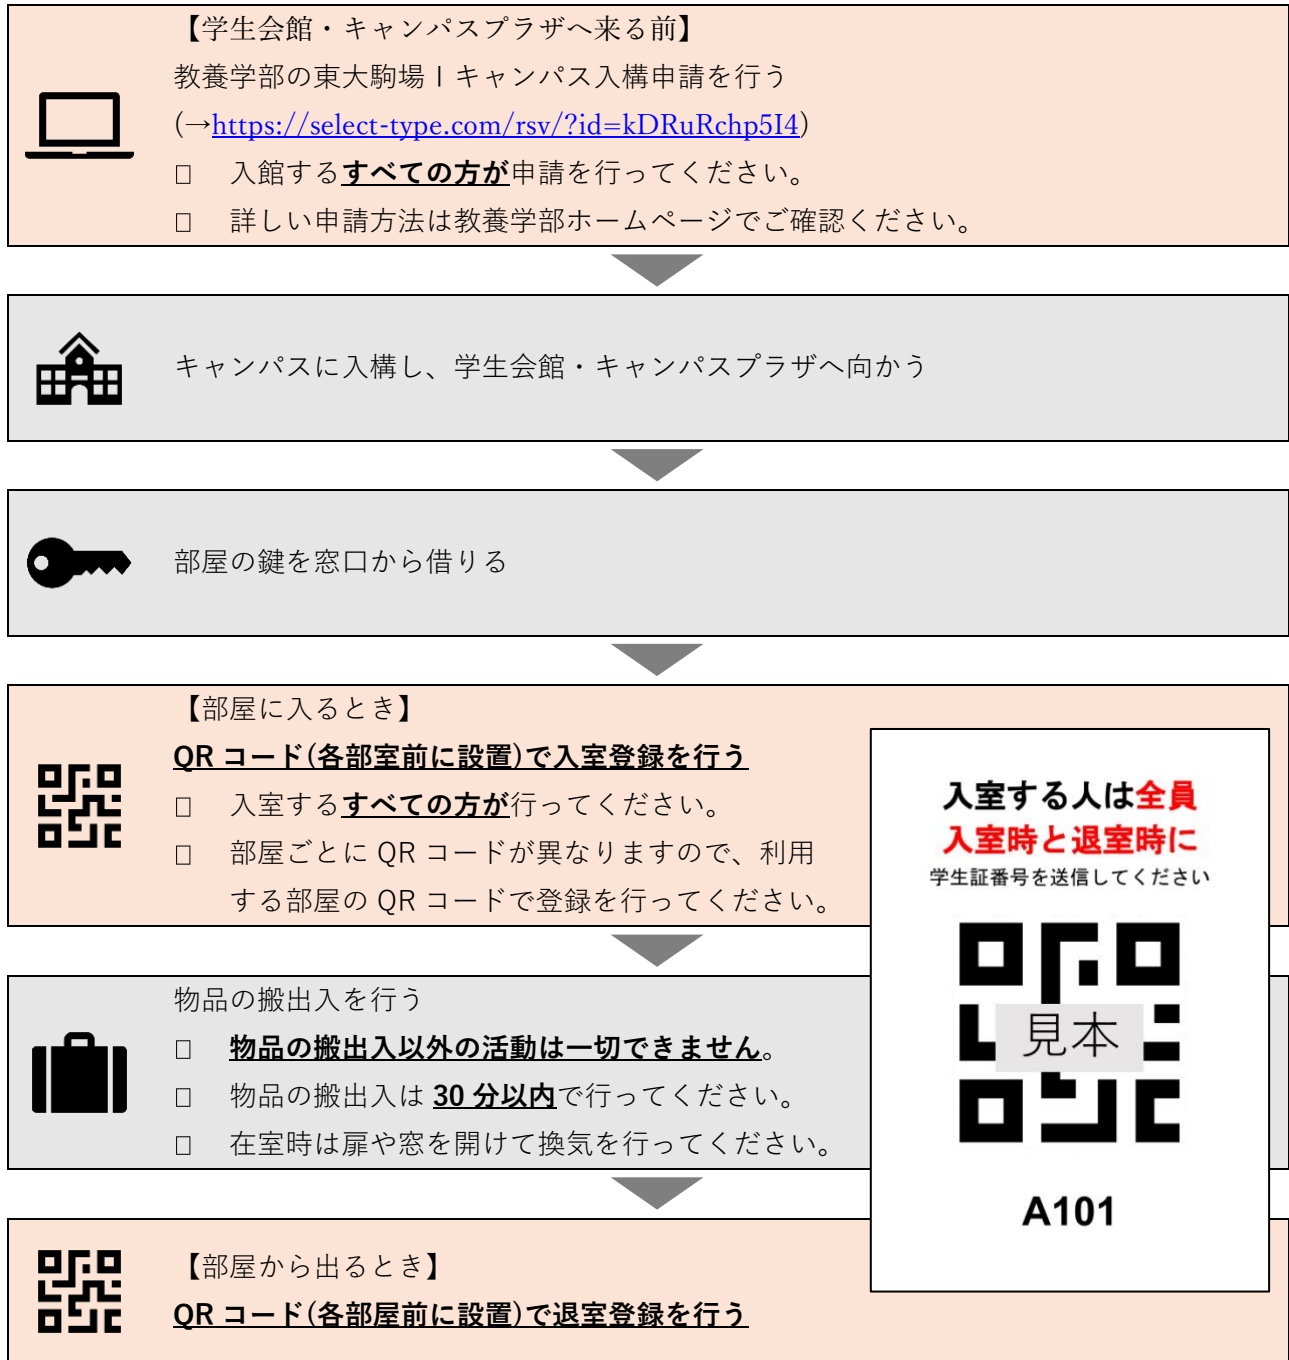 【学生会館・キャンパスプラザへ来る前】
教養学部の東大駒場Ⅰキャンパス入構申請を行う
(→https://select-type.com/rsv/?id=kDRuRchp5I4)
□ 入館するすべての方が申請を行ってください。
□ 詳しい申請方法は教養学部ホームページでご確認ください。
キャンパスに入構し、学生会館・キャンパスプラザへ向かう
部屋の鍵を窓口から借りる
【部屋に入るとき】
QR コード(各部室前に設置)で入室登録を行う
□ 入室するすべての方が行ってください。
□ 部屋ごとに QR コードが異なりますので、利用
する部屋の QR コードで登録を行ってください。
物品の搬出入を行う
□ 物品の搬出入以外の活動は一切できません。
□ 物品の搬出入は 30 分以内で行ってください。
□ 在室時は扉や窓を開けて換気を行ってください。
【部屋から出るとき】
QR コード(各部屋前に設置)で退室登録を行う
入室する人は全員
入室時と退室時に
学生証番号を送信してください
見本
A101